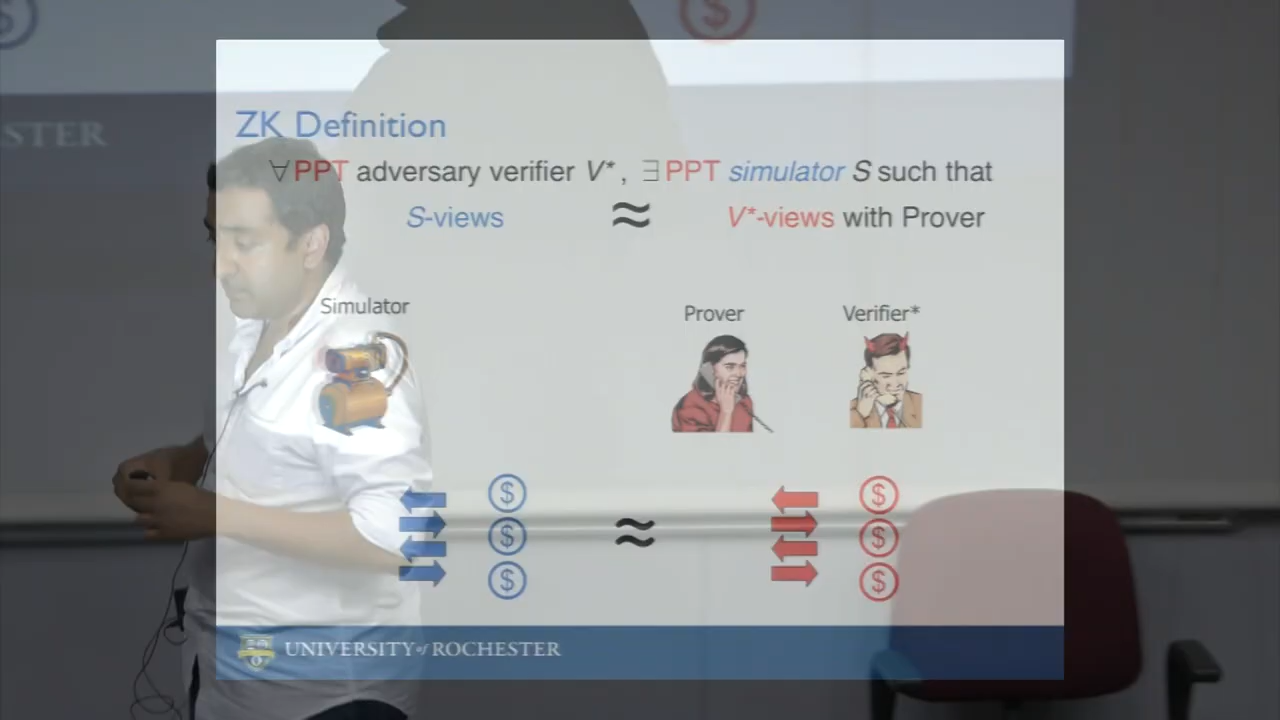 $ $
STER
ZK Definition
∀PPT adversary verifier V* , ∃ PPT simulator S such that
S-views ≈ V*-views with Prover
Simulator Prover Verifier*
$ $
$ ≈ $
$ $
UNIVERSITY of ROCHESTER